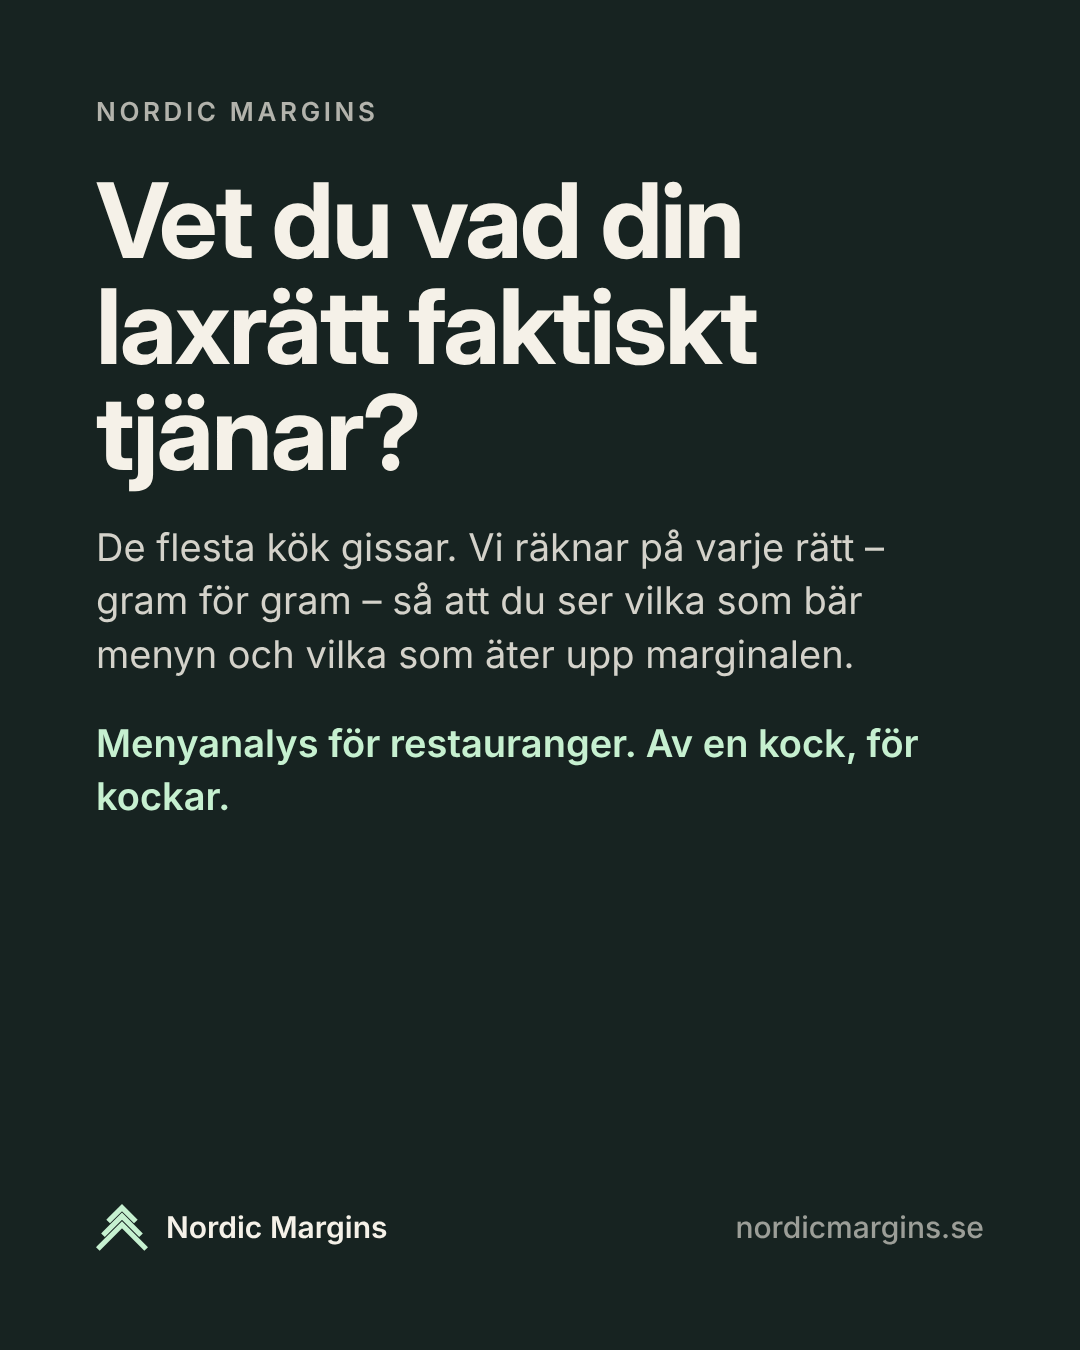 NORDIC MARGINS
Vet du vad din
laxrätt faktiskt
tjänar?
De flesta kök gissar. Vi räknar på varje rätt –
gram för gram – så att du ser vilka som bär
menyn och vilka som äter upp marginalen.
Menyanalys för restauranger. Av en kock, för
kockar.
Nordic Margins
nordicmargins.se